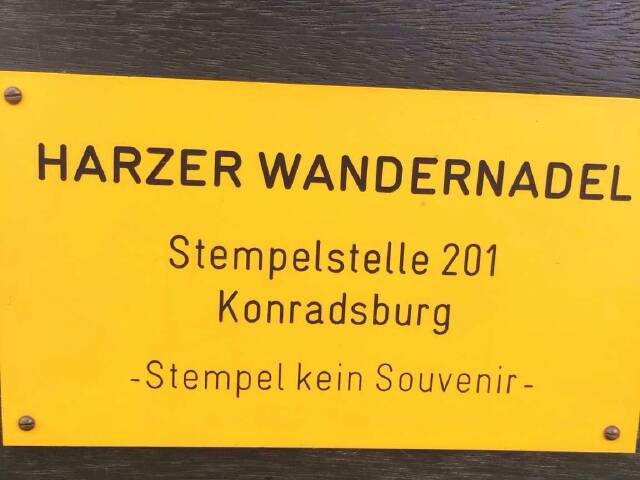 HARZER WANDERNADEL
Stempelstelle 201
Konradsburg
-Stempel kein Souvenir-